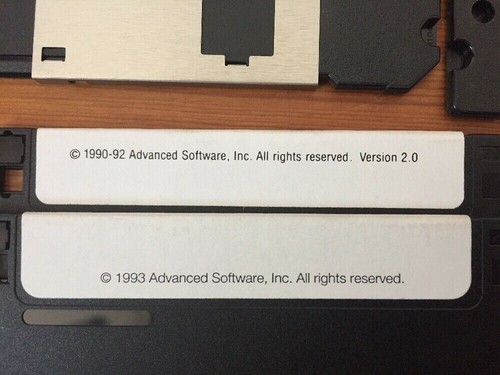 © 1990-92 Advanced Software, Inc. All rights reserved. Version 2.0
© 1993 Advanced Software, Inc. All rights reserved.